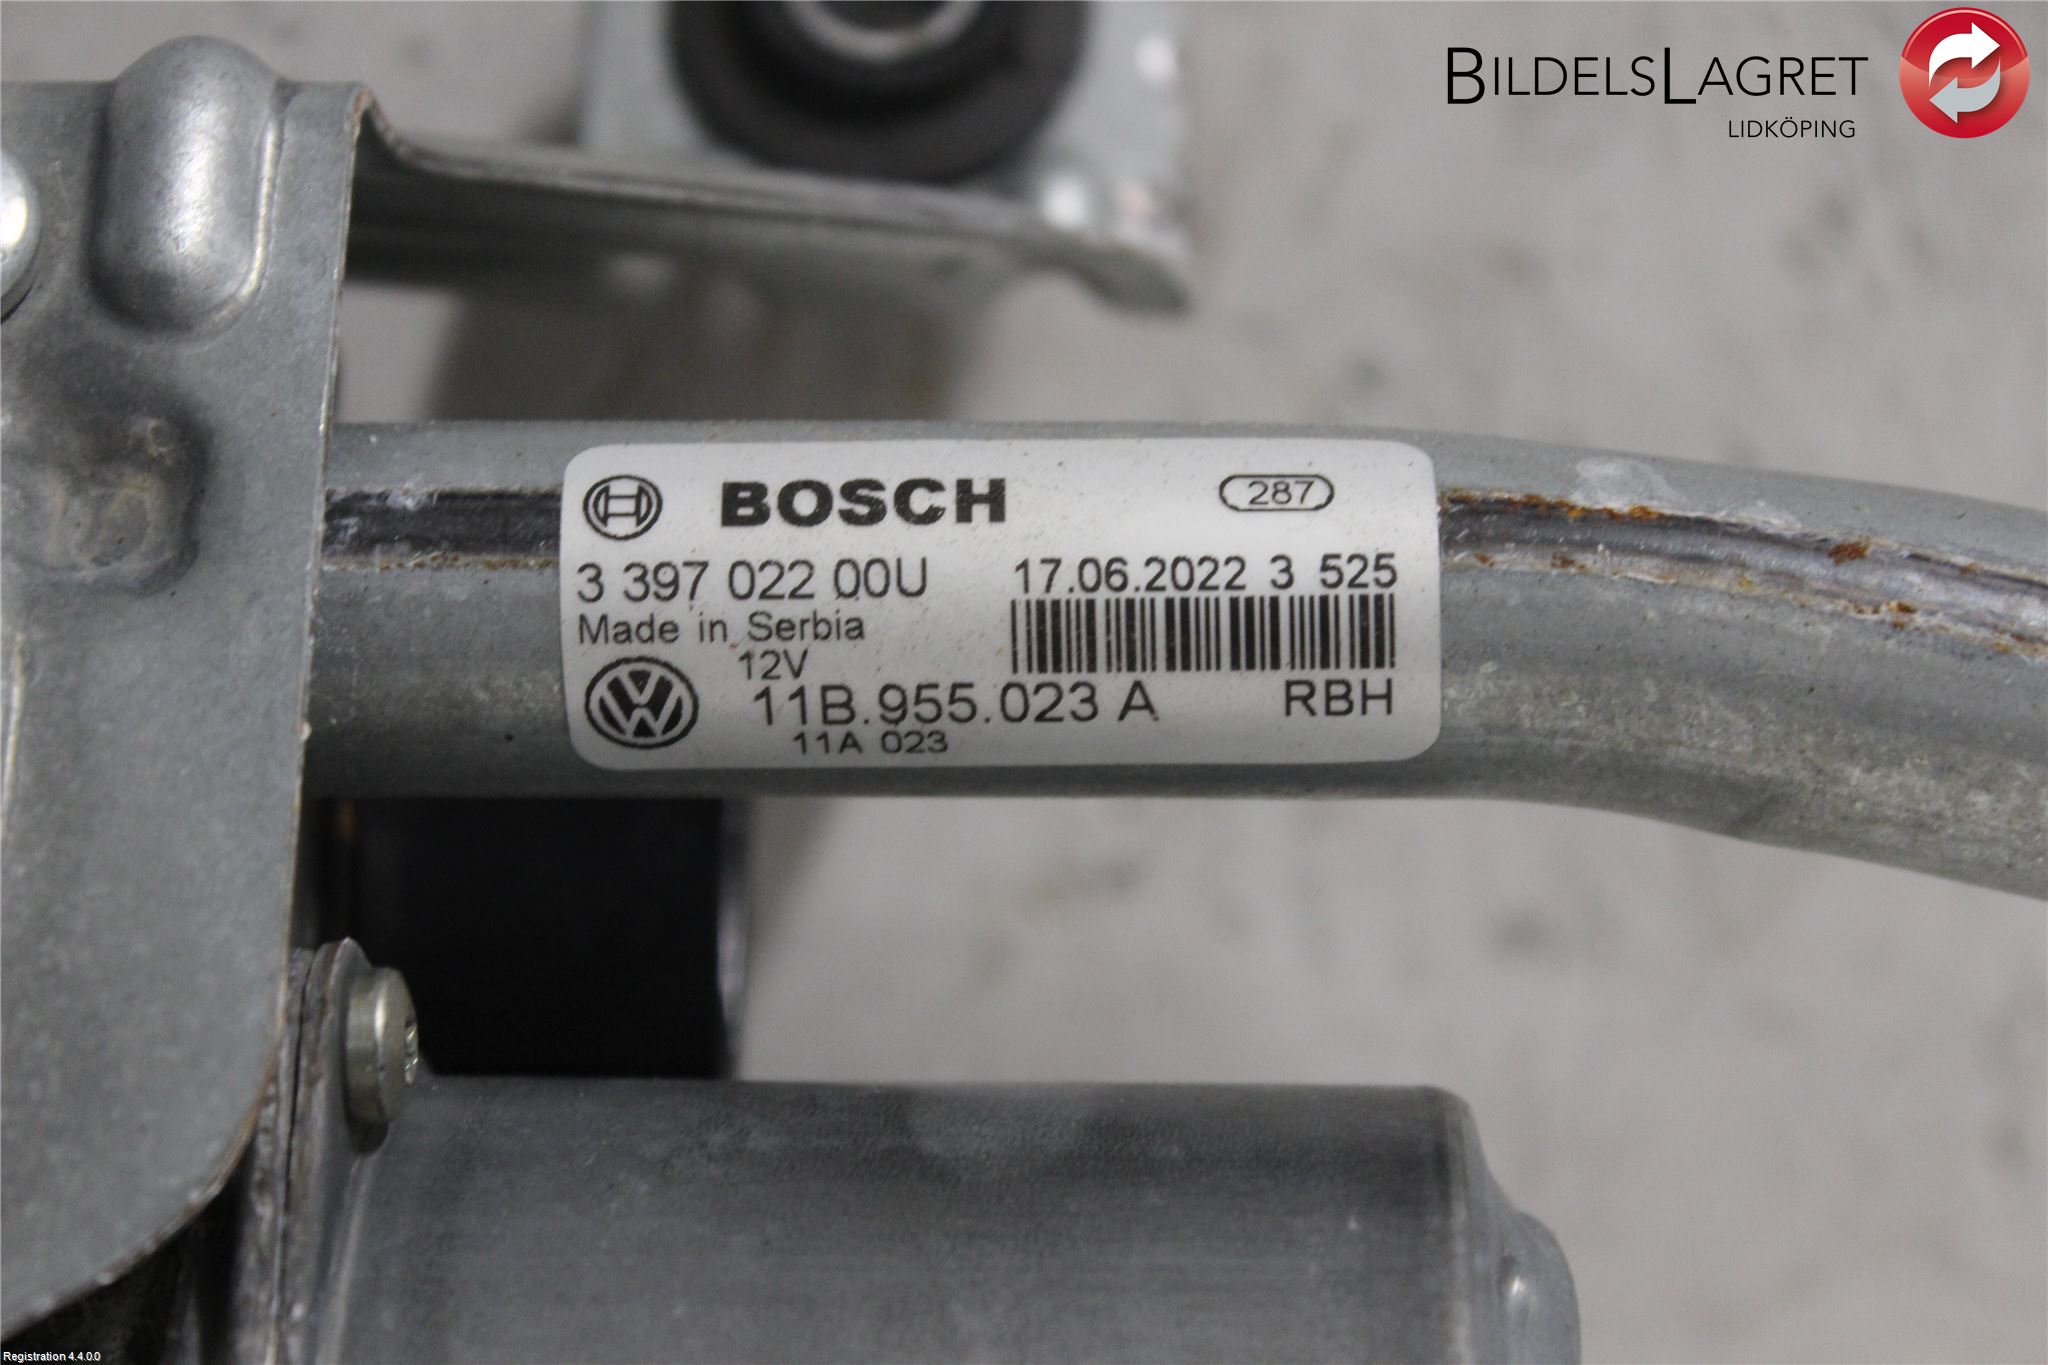 BILDELSLAGRET
LIDKÖPING
BOSCH 287
3 397 022 00U 17.06.2022 3 525
Made in Serbia
12V
11B.955.023 A RBH
11A 023
Registration 4.4.0.0